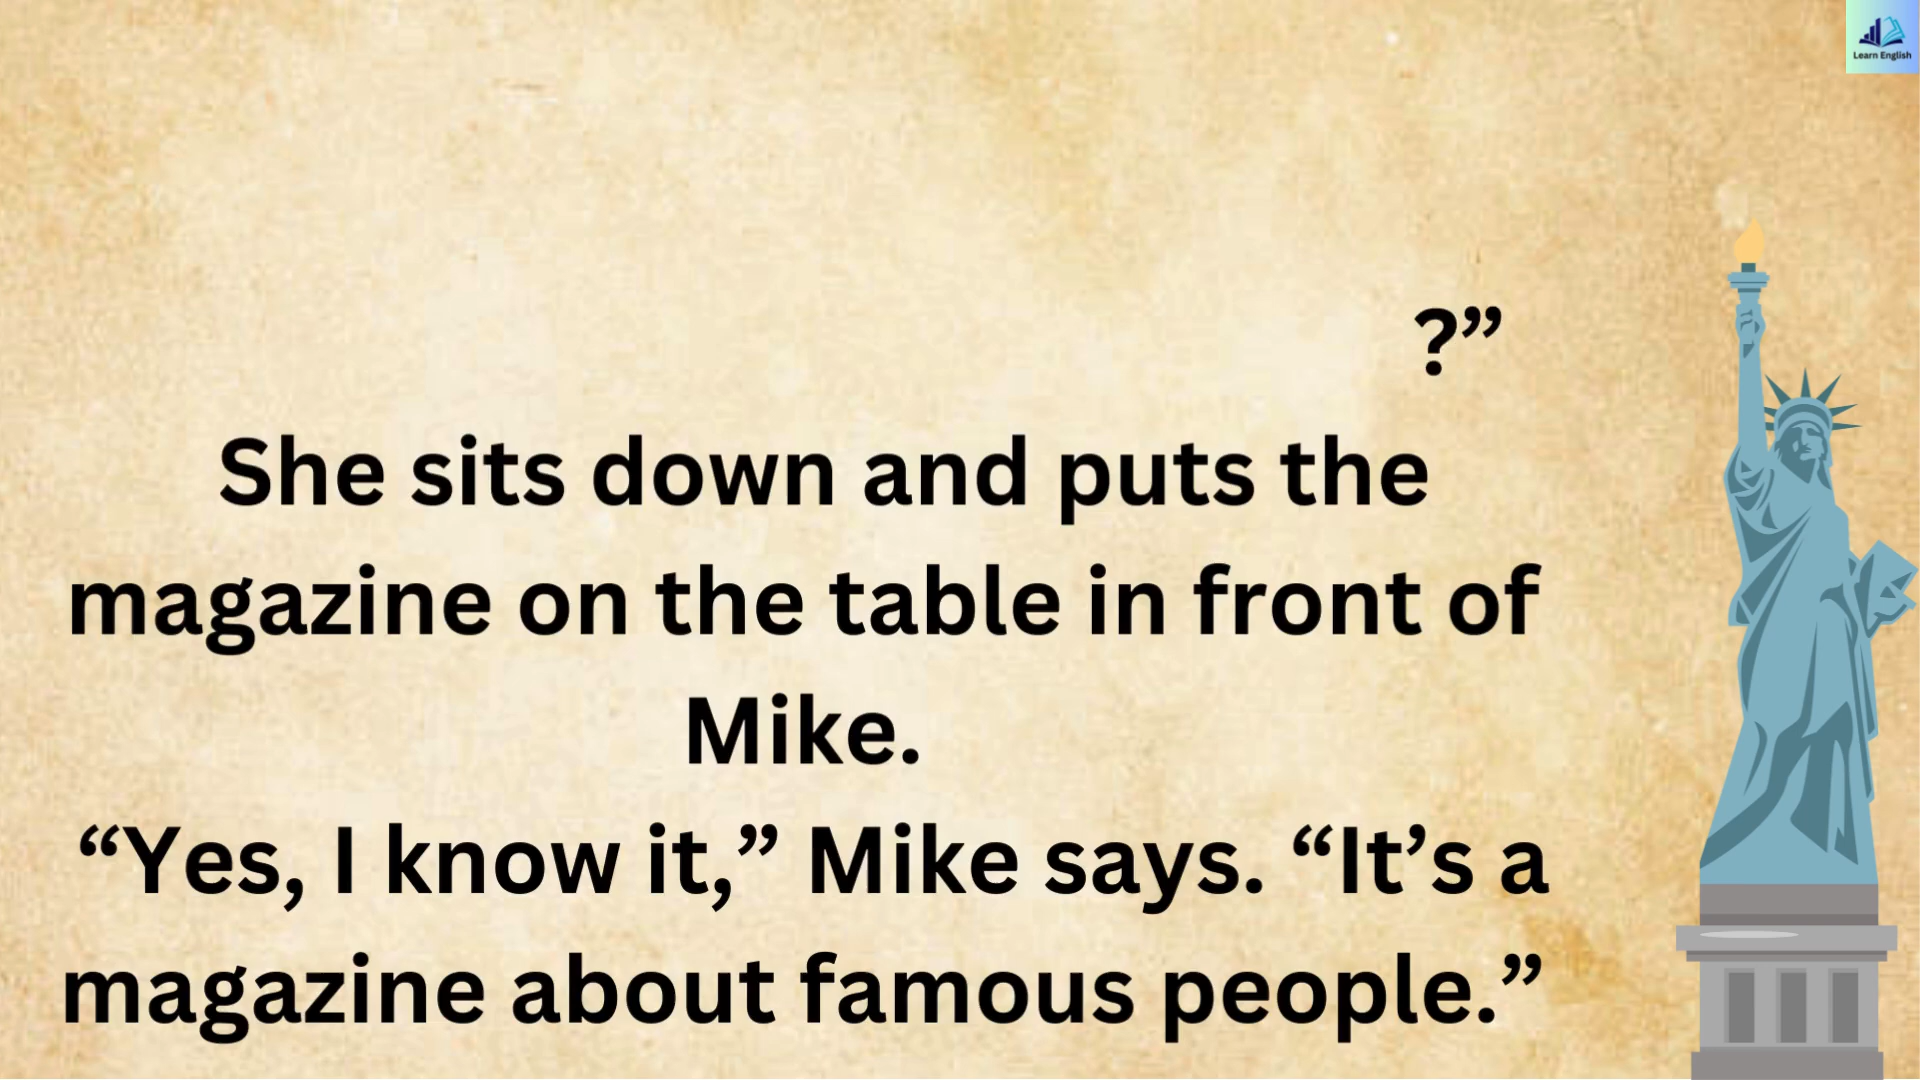 Learn English
?”
She sits down and puts the
magazine on the table in front of
Mike.
“Yes, I know it,” Mike says. “It’s a
magazine about famous people.”